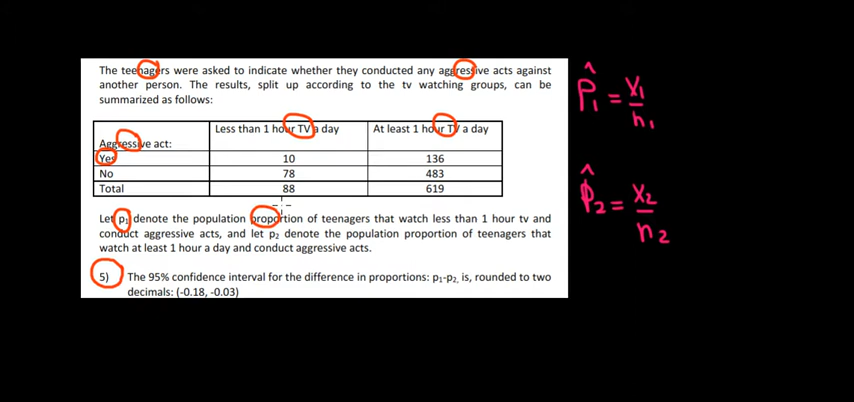 The teenagers were asked to indicate whether they conducted any aggressive acts against
another person. The results, split up according to the tv watching groups, can be
summarized as follows:
Aggressive act: Less than 1 hour TV a day At least 1 hour TV a day
Yes 10 136
No 78 483
Total 88 619
Let p₁ denote the population proportion of teenagers that watch less than 1 hour tv and
conduct aggressive acts, and let p₂ denote the population proportion of teenagers that
watch at least 1 hour a day and conduct aggressive acts.
5) The 95% confidence interval for the difference in proportions: p₁-p₂, is, rounded to two
decimals: (-0.18, -0.03)
p̂₁ = x₁/n₁
p̂₂ = x₂/n₂